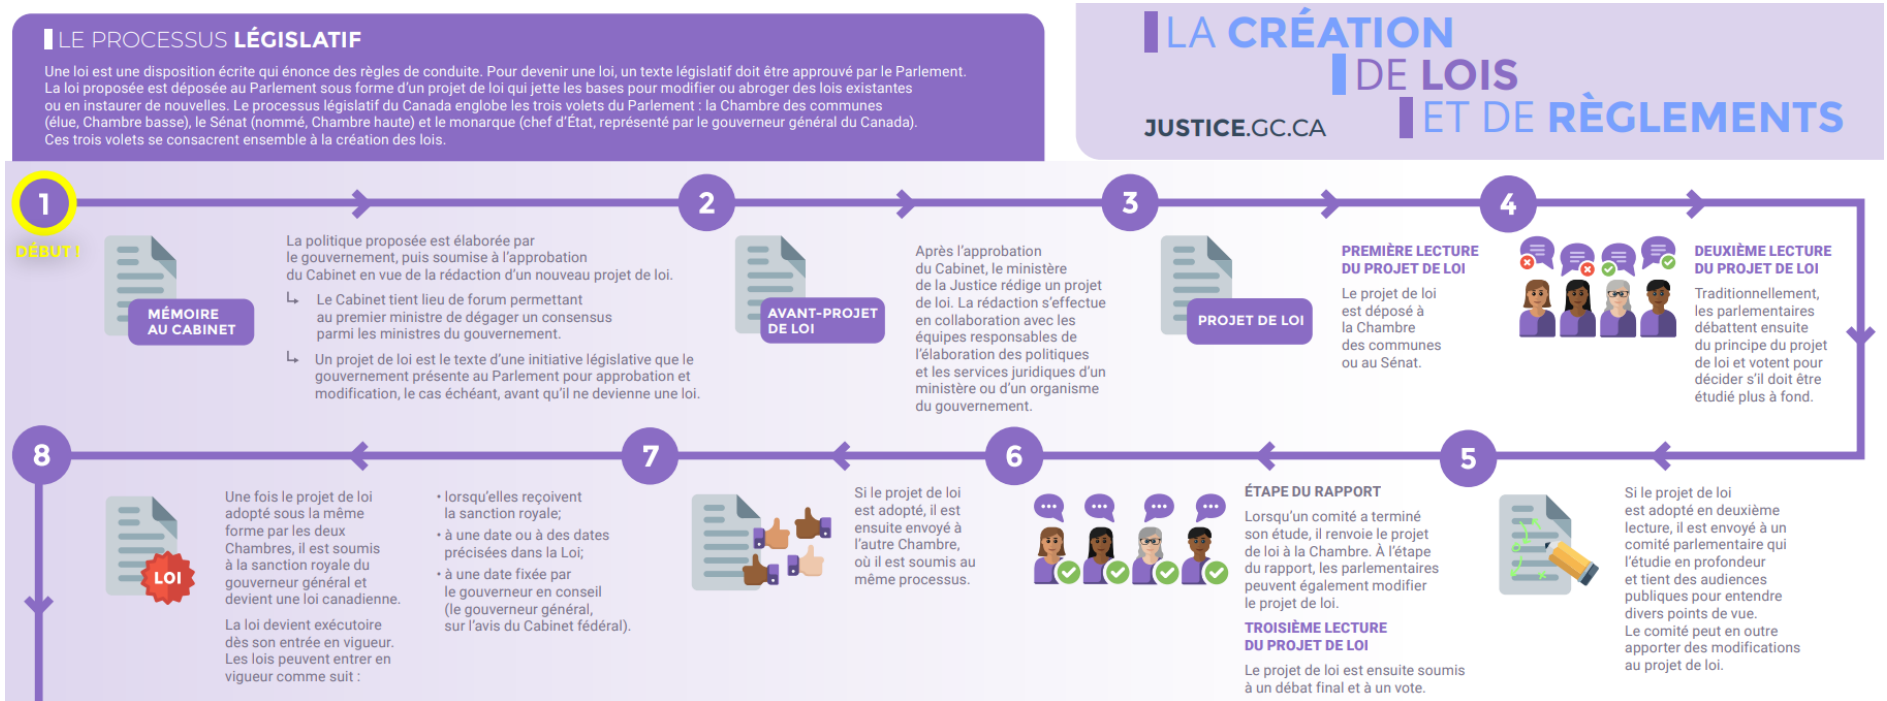 LE PROCESSUS LÉGISLATIF
Une loi est une disposition écrite qui énonce des règles de conduite. Pour devenir une loi, un texte législatif doit être approuvé par le Parlement.
La loi proposée est déposée au Parlement sous forme d'un projet de loi qui jette les bases pour modifier ou abroger des lois existantes
ou en instaurer de nouvelles. Le processus législatif du Canada englobe les trois volets du Parlement : la Chambre des communes
(élue, Chambre basse), le Sénat (nommé, Chambre haute) et le monarque (chef d'État, représenté par le gouverneur général du Canada).
Ces trois volets se consacrent ensemble à la création des lois.
LA CRÉATION
DE LOIS
ET DE RÈGLEMENTS
JUSTICE.GC.CA
1
DÉBUT !
MÉMOIRE
AU CABINET
La politique proposée est élaborée par
le gouvernement, puis soumise à l'approbation
du Cabinet en vue de la rédaction d'un nouveau projet de loi.
Le Cabinet tient lieu de forum permettant
au premier ministre de dégager un consensus
parmi les ministres du gouvernement.
Un projet de loi est le texte d'une initiative législative que le
gouvernement présente au Parlement pour approbation et
modification, le cas échéant, avant qu'il ne devienne une loi.
2
AVANT-PROJET
DE LOI
Après l'approbation
du Cabinet, le ministère
de la Justice rédige un projet
de loi. La rédaction s'effectue
en collaboration avec les
équipes responsables de
l'élaboration des politiques
et les services juridiques d'un
ministère ou d'un organisme
du gouvernement.
3
PROJET DE LOI
PREMIÈRE LECTURE
DU PROJET DE LOI
Le projet de loi
est déposé à
la Chambre
des communes
ou au Sénat.
4
DEUXIÈME LECTURE
DU PROJET DE LOI
Traditionnellement,
les parlementaires
débattent ensuite
du principe du projet
de loi et votent pour
décider s'il doit être
étudié plus à fond.
5
Si le projet de loi
est adopté en deuxième
lecture, il est envoyé à un
comité parlementaire qui
l'étudie en profondeur
et tient des audiences
publiques pour entendre
divers points de vue.
Le comité peut en outre
apporter des modifications
au projet de loi.
6
ÉTAPE DU RAPPORT
Lorsqu'un comité a terminé
son étude, il renvoie le projet
de loi à la Chambre. À l'étape
du rapport, les parlementaires
peuvent également modifier
le projet de loi.
TROISIÈME LECTURE
DU PROJET DE LOI
Le projet de loi est ensuite soumis
à un débat final et à un vote.
7
Si le projet de loi
est adopté, il est
ensuite envoyé à
l'autre Chambre,
où il est soumis au
même processus.
8
LOI
Une fois le projet de loi
adopté sous la même
forme par les deux
Chambres, il est soumis
à la sanction royale du
gouverneur général et
devient une loi canadienne.
La loi devient exécutoire
dès son entrée en vigueur.
Les lois peuvent entrer en
vigueur comme suit :
• lorsqu'elles reçoivent
la sanction royale;
• à une date ou à des dates
précisées dans la Loi;
• à une date fixée par
le gouverneur en conseil
(le gouverneur général,
sur l'avis du Cabinet fédéral).